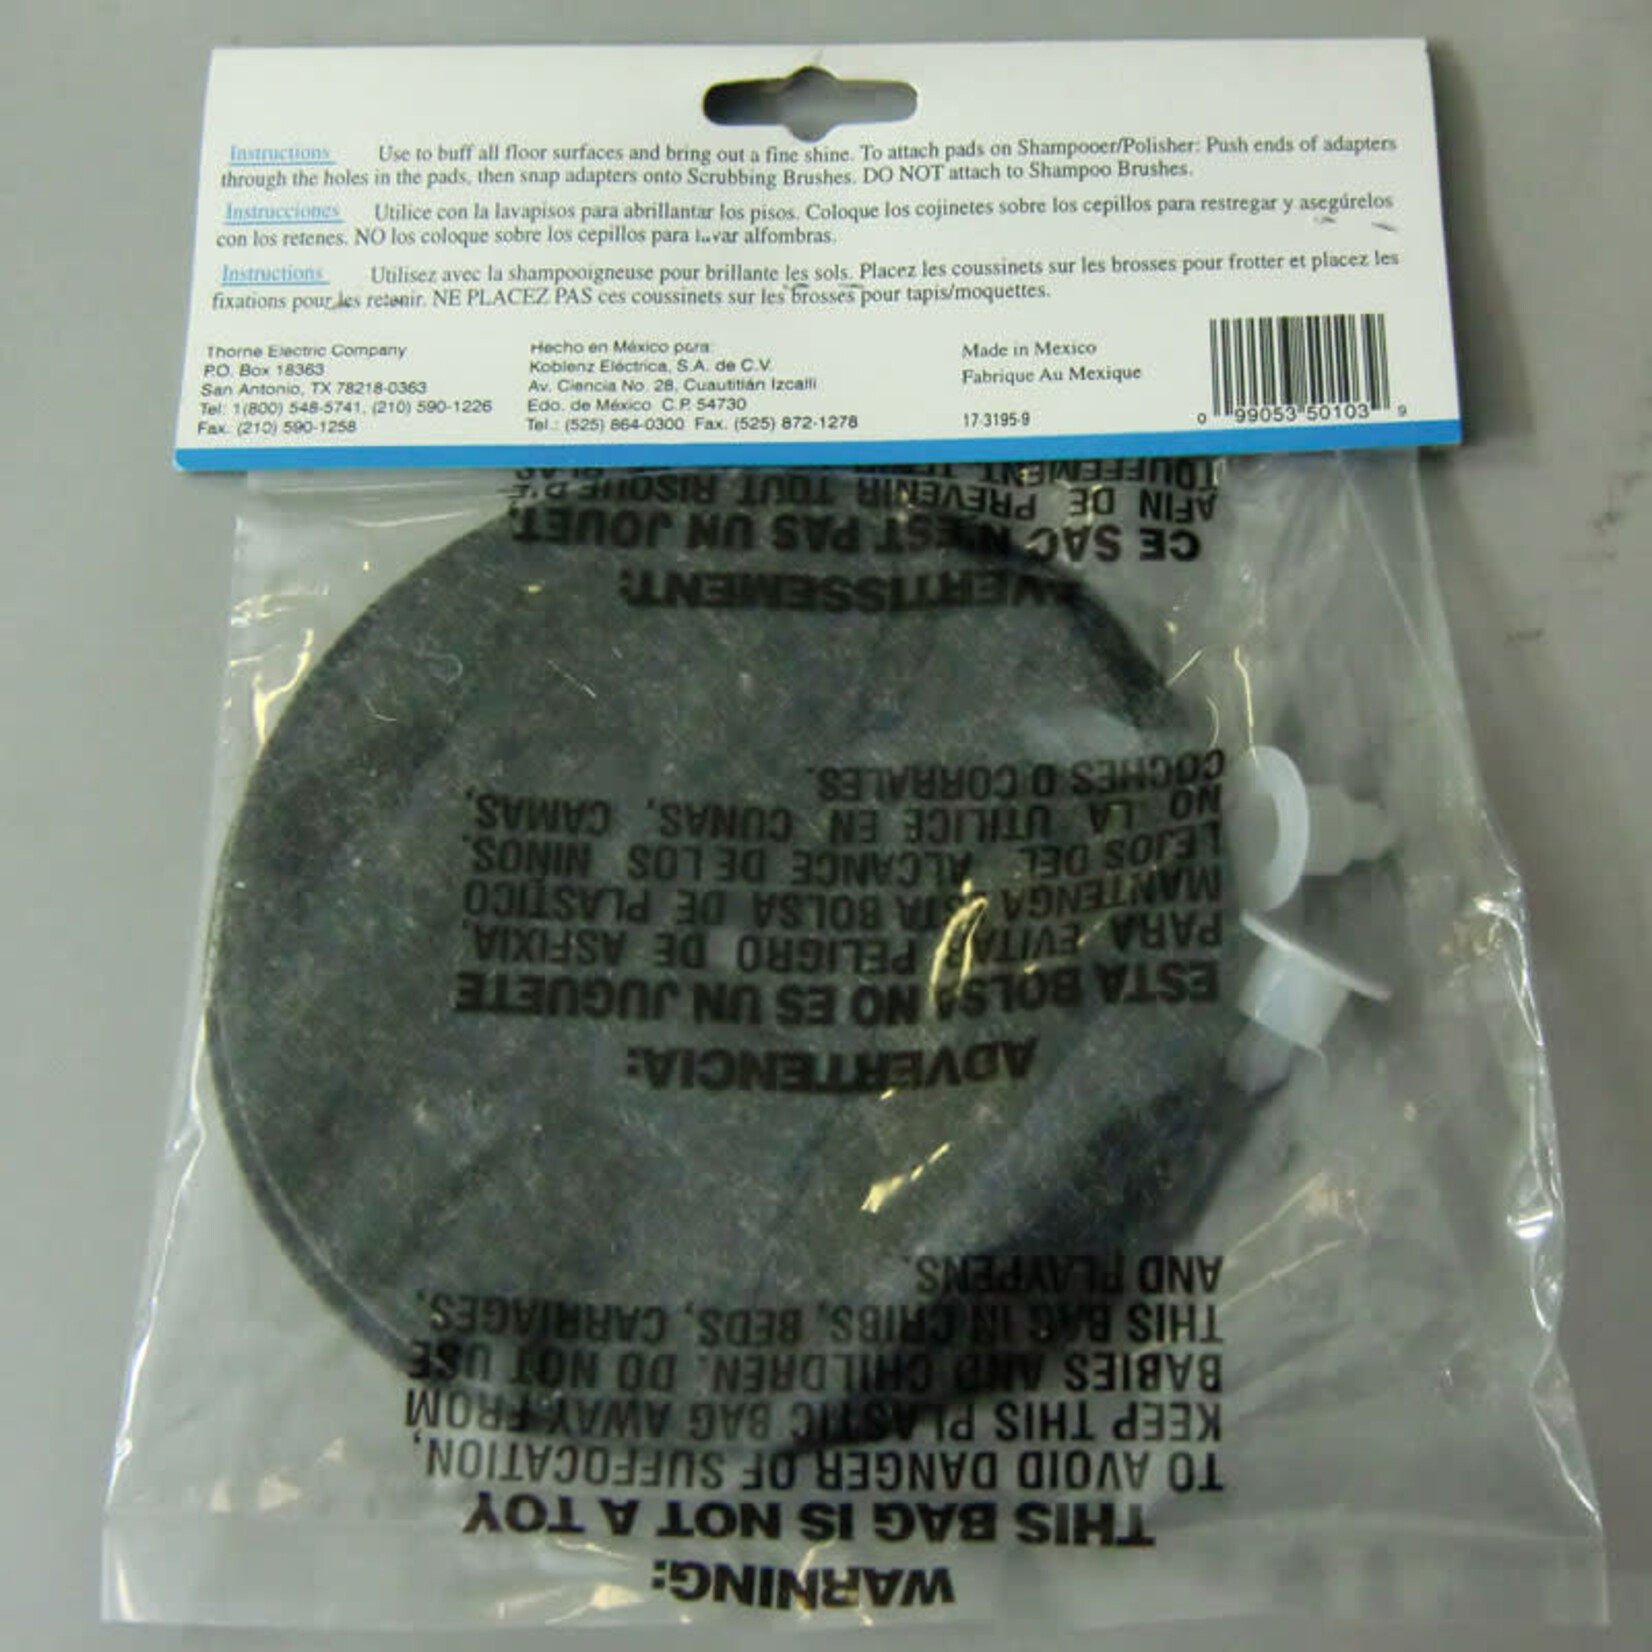 Instructions Use to buff all floor surfaces and bring out a fine shine. To attach pads on Shampooer/Polisher: Push ends of adapters
through the holes in the pads, then snap adapters onto Scrubbing Brushes. DO NOT attach to Shampoo Brushes.
Instrucciones Utilice con la lavapisos para abrillantar los pisos. Coloque los cojinetes sobre los cepillos para restregar y asegúrelos
con los retenes. NO los coloque sobre los cepillos para lavar alfombras.
Instructions Utilisez avec la shampooigneuse pour brillante les sols. Placez les coussinets sur les brosses pour frotter et placez les
fixations pour les retenir. NE PLACEZ PAS ces coussinets sur les brosses pour tapis/moquettes.
Thorne Electric Company
P.O. Box 18363
San Antonio, TX 78218-0363
Tel: 1(800) 548-5741, (210) 590-1226
Fax. (210) 590-1258
Hecho en México para:
Koblenz Eléctrica, S.A. de C.V.
Av. Ciencia No. 28, Cuautitlán Izcalli
Edo. de México C.P. 54730
Tel.: (525) 864-0300 Fax. (525) 872-1278
Made in Mexico
Fabrique Au Mexique
17-3195-9
0 99053 50103 9
WARNING:
THIS BAG IS NOT A TOY
TO AVOID DANGER OF SUFFOCATION,
KEEP THIS PLASTIC BAG AWAY FROM
BABIES AND CHILDREN. DO NOT USE
THIS BAG IN CRIBS, BEDS, CARRIAGES,
AND PLAYPENS.
ADVERTENCIA:
ESTA BOLSA NO ES UN JUGUETE
PARA EVITAR PELIGRO DE ASFIXIA,
MANTENGA ESTA BOLSA DE PLASTICO
LEJOS DEL ALCANCE DE LOS NIÑOS.
NO LA UTILICE EN CUNAS, CAMAS,
COCHES O CORRALES.
AVERTISSEMENT:
CE SAC N'EST PAS UN JOUET.
AFIN DE PREVENIR TOUT RISQUE